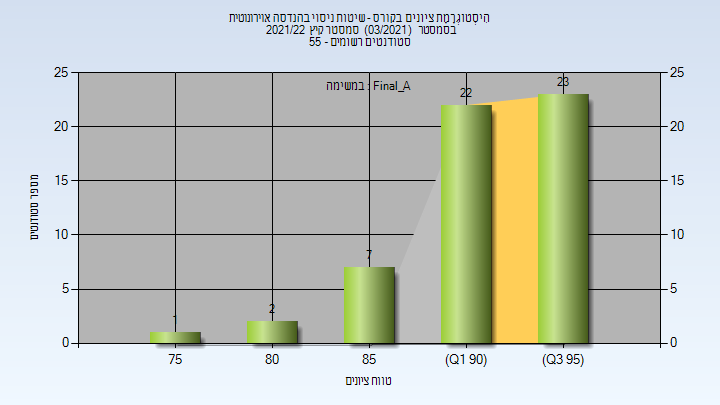 היסטוגרמת ציונים בקורס - שיטות ניסוי בהנדסה אוירונוטית
בסמסטר (03/2021) סמסטר קיץ 2021/22
סטודנטים רשומים - 55
במשימה : Final_A
25 25
20 20
15 15
10 10
5 5
0 0
1 2 7 22 23
75 80 85 (Q1 90) (Q3 95)
מספר סטודנטים
טווח ציונים